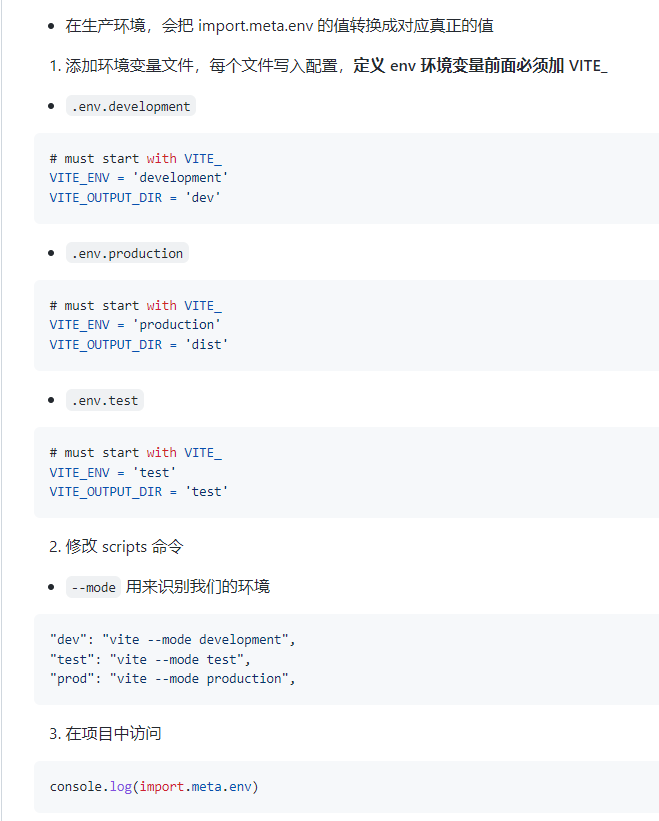 在生产环境，会把 import.meta.env 的值转换成对应真正的值
1. 添加环境变量文件，每个文件写入配置，定义 env 环境变量前面必须加 VITE_
.env.development
# must start with VITE_
VITE_ENV = 'development'
VITE_OUTPUT_DIR = 'dev'
.env.production
# must start with VITE_
VITE_ENV = 'production'
VITE_OUTPUT_DIR = 'dist'
.env.test
# must start with VITE_
VITE_ENV = 'test'
VITE_OUTPUT_DIR = 'test'
2. 修改 scripts 命令
--mode 用来识别我们的环境
"dev": "vite --mode development",
"test": "vite --mode test",
"prod": "vite --mode production",
3. 在项目中访问
console.log(import.meta.env)